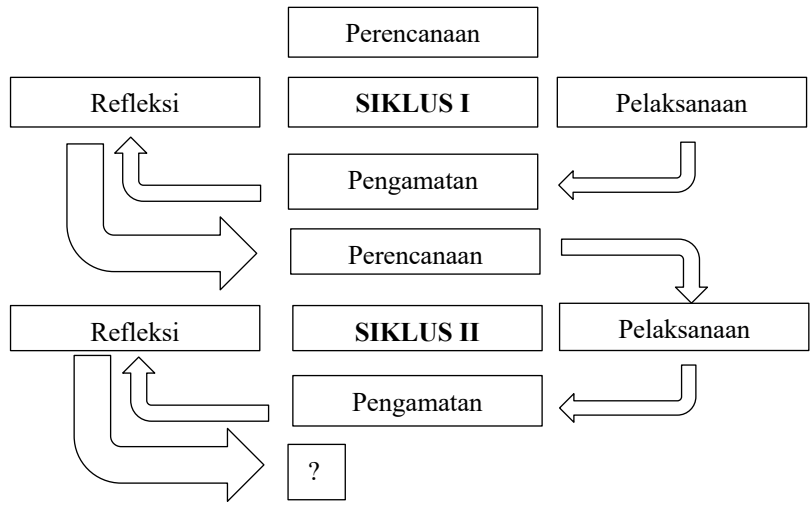 Perencanaan
Refleksi
SIKLUS I
Pelaksanaan
Pengamatan
Perencanaan
Refleksi
SIKLUS II
Pelaksanaan
Pengamatan
?